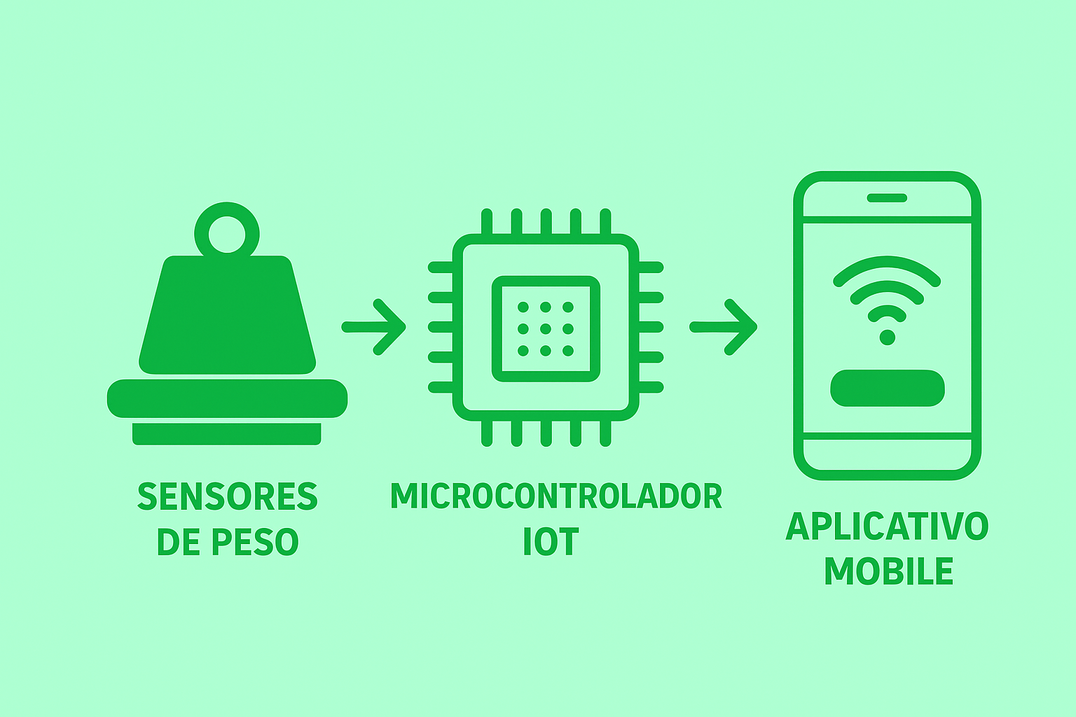 SENSORES
DE PESO
MICROCONTROLADOR
IOT
APLICATIVO
MOBILE